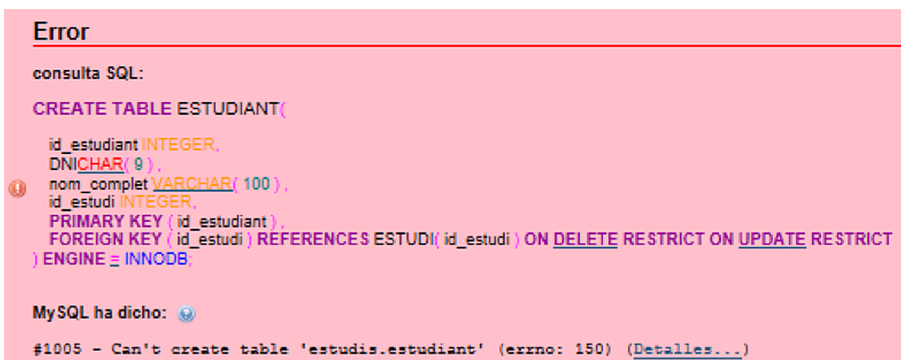 Error
consulta SQL:
CREATE TABLE ESTUDIANT(
id_estudiant INTEGER,
DNICHAR( 9 ) ,
nom_complet VARCHAR( 100 ) ,
id_estudi INTEGER,
PRIMARY KEY ( id_estudiant ) ,
FOREIGN KEY ( id_estudi ) REFERENCES ESTUDI( id_estudi ) ON DELETE RESTRICT ON UPDATE RESTRICT
) ENGINE = INNODB;
MySQL ha dicho:
#1005 - Can't create table 'estudis.estudiant' (errno: 150) (Detalles...)